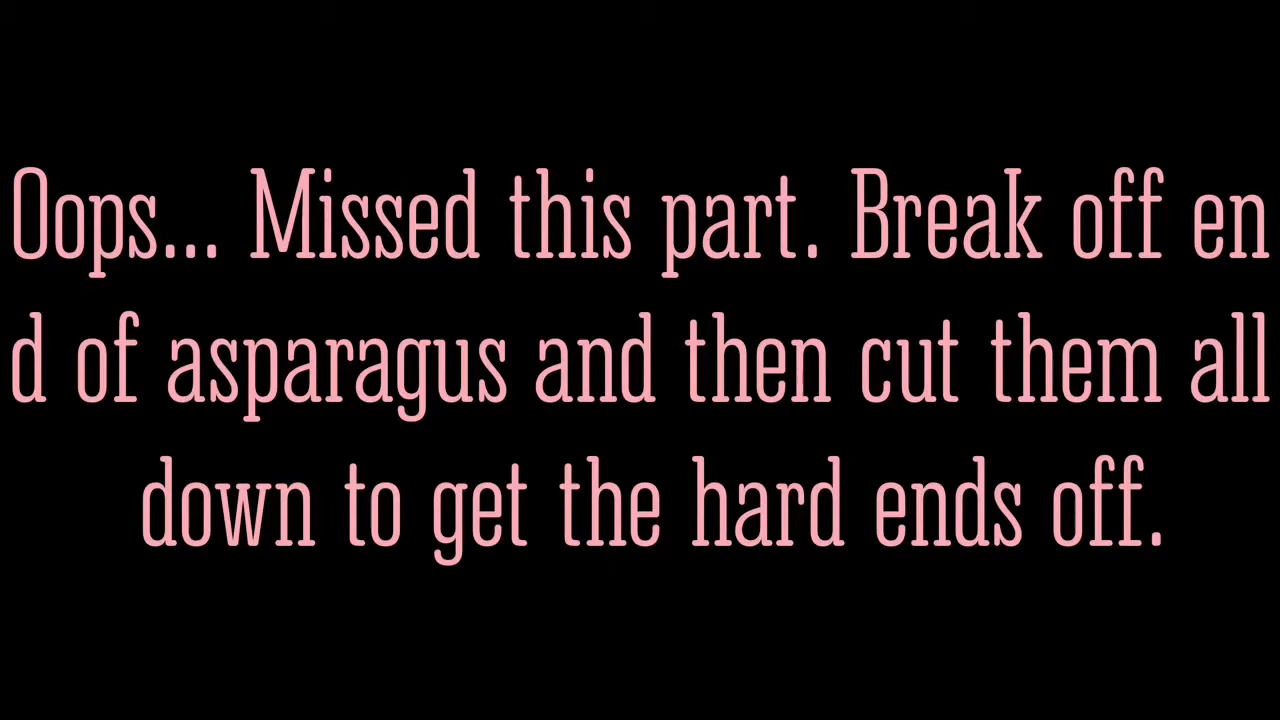 Oops... Missed this part. Break off en
d of asparagus and then cut them all
down to get the hard ends off.